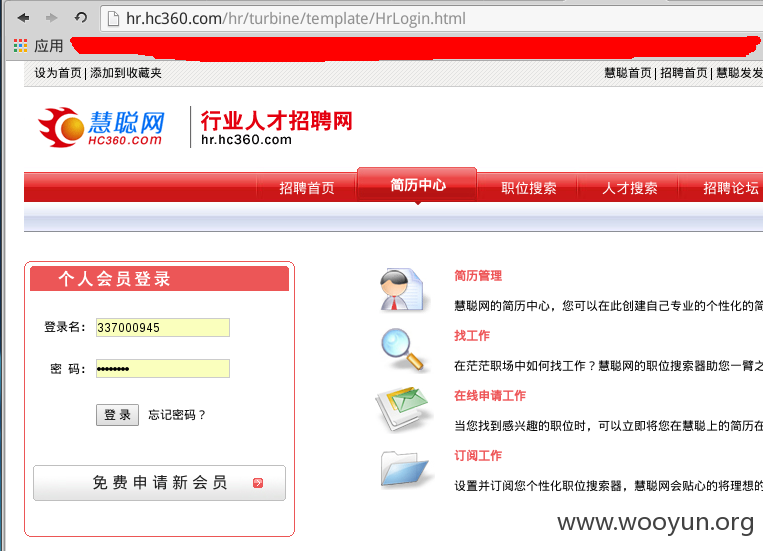 hr.hc360.com/hr/turbine/template/HrLogin.html
应用
设为首页 | 添加到收藏夹
慧聪首页 | 招聘首页 | 慧聪发发
慧聪网
HC360.com
行业人才招聘网
hr.hc360.com
招聘首页 简历中心 职位搜索 人才搜索 招聘论坛
个人会员登录
登录名: 337000945
密 码: ••••••••
登 录 忘记密码？
免费申请新会员
简历管理
慧聪网的简历中心，您可以在此创建自己专业的个性化的简
找工作
在茫茫职场中如何找工作？慧聪网的职位搜索器助您一臂之
在线申请工作
当您找到感兴趣的职位时，可以立即将您在慧聪上的简历在
订阅工作
设置并订阅您个性化职位搜索器，慧聪网会贴心的将理想的
www.wooyun.org